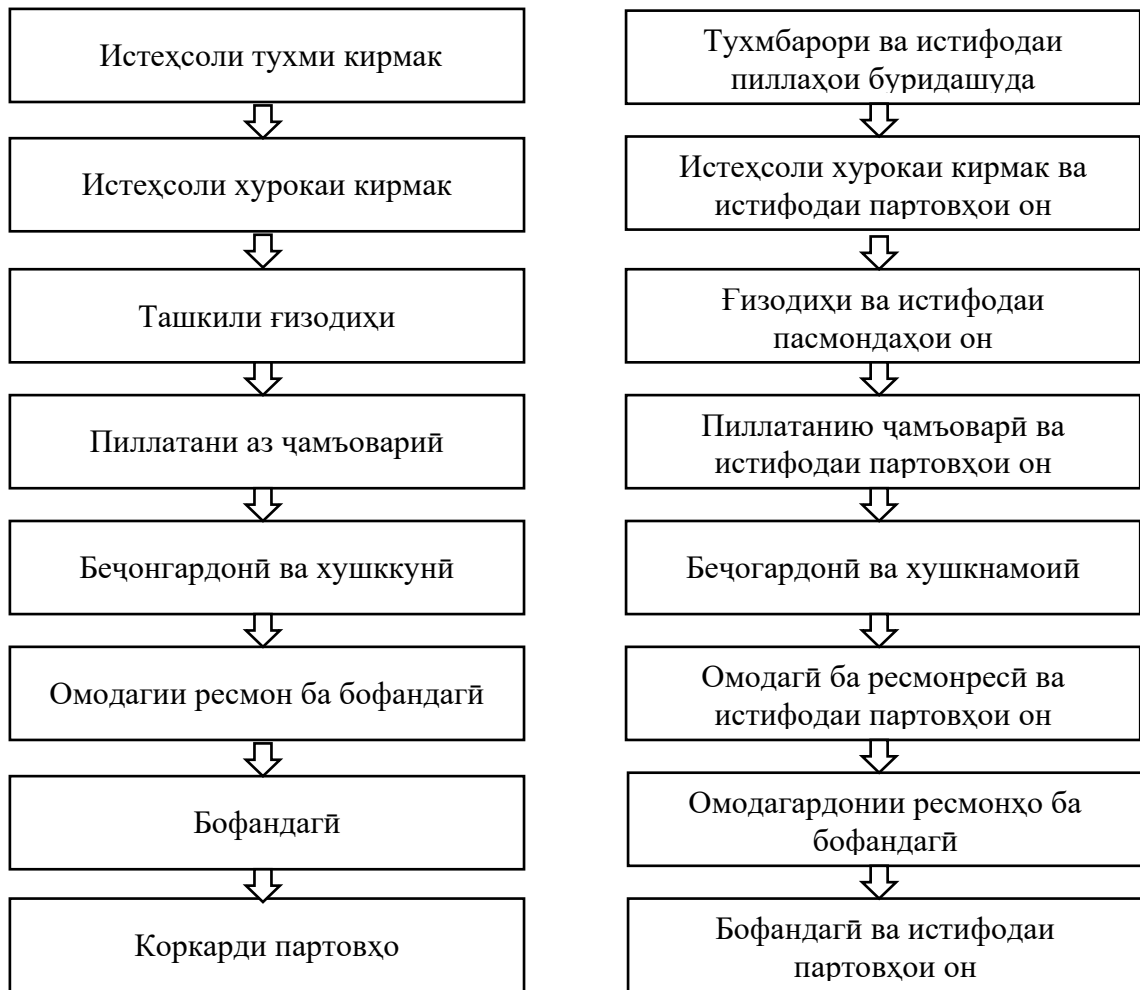 Истеҳсоли тухми кирмак
Истеҳсоли хурокаи кирмак
Ташкили ғизодиҳи
Пиллатани аз ҷамъоварий
Беҷонгардонӣ ва хушккунӣ
Омодагии ресмон ба бофандагӣ
Бофандагӣ
Коркарди партовҳо
Тухмбарори ва истифодаи
пиллаҳои буридашуда
Истеҳсоли хурокаи кирмак ва
истифодаи партовҳои он
Ғизодиҳи ва истифодаи
пасмондаҳои он
Пиллатанию ҷамъоварӣ ва
истифодаи партовҳои он
Беҷогардонӣ ва хушкнамоиӣ
Омодагӣ ба ресмонресӣ ва
истифодаи партовҳои он
Омодагардонии ресмонҳо ба
бофандагӣ
Бофандагӣ ва истифодаи
партовҳои он